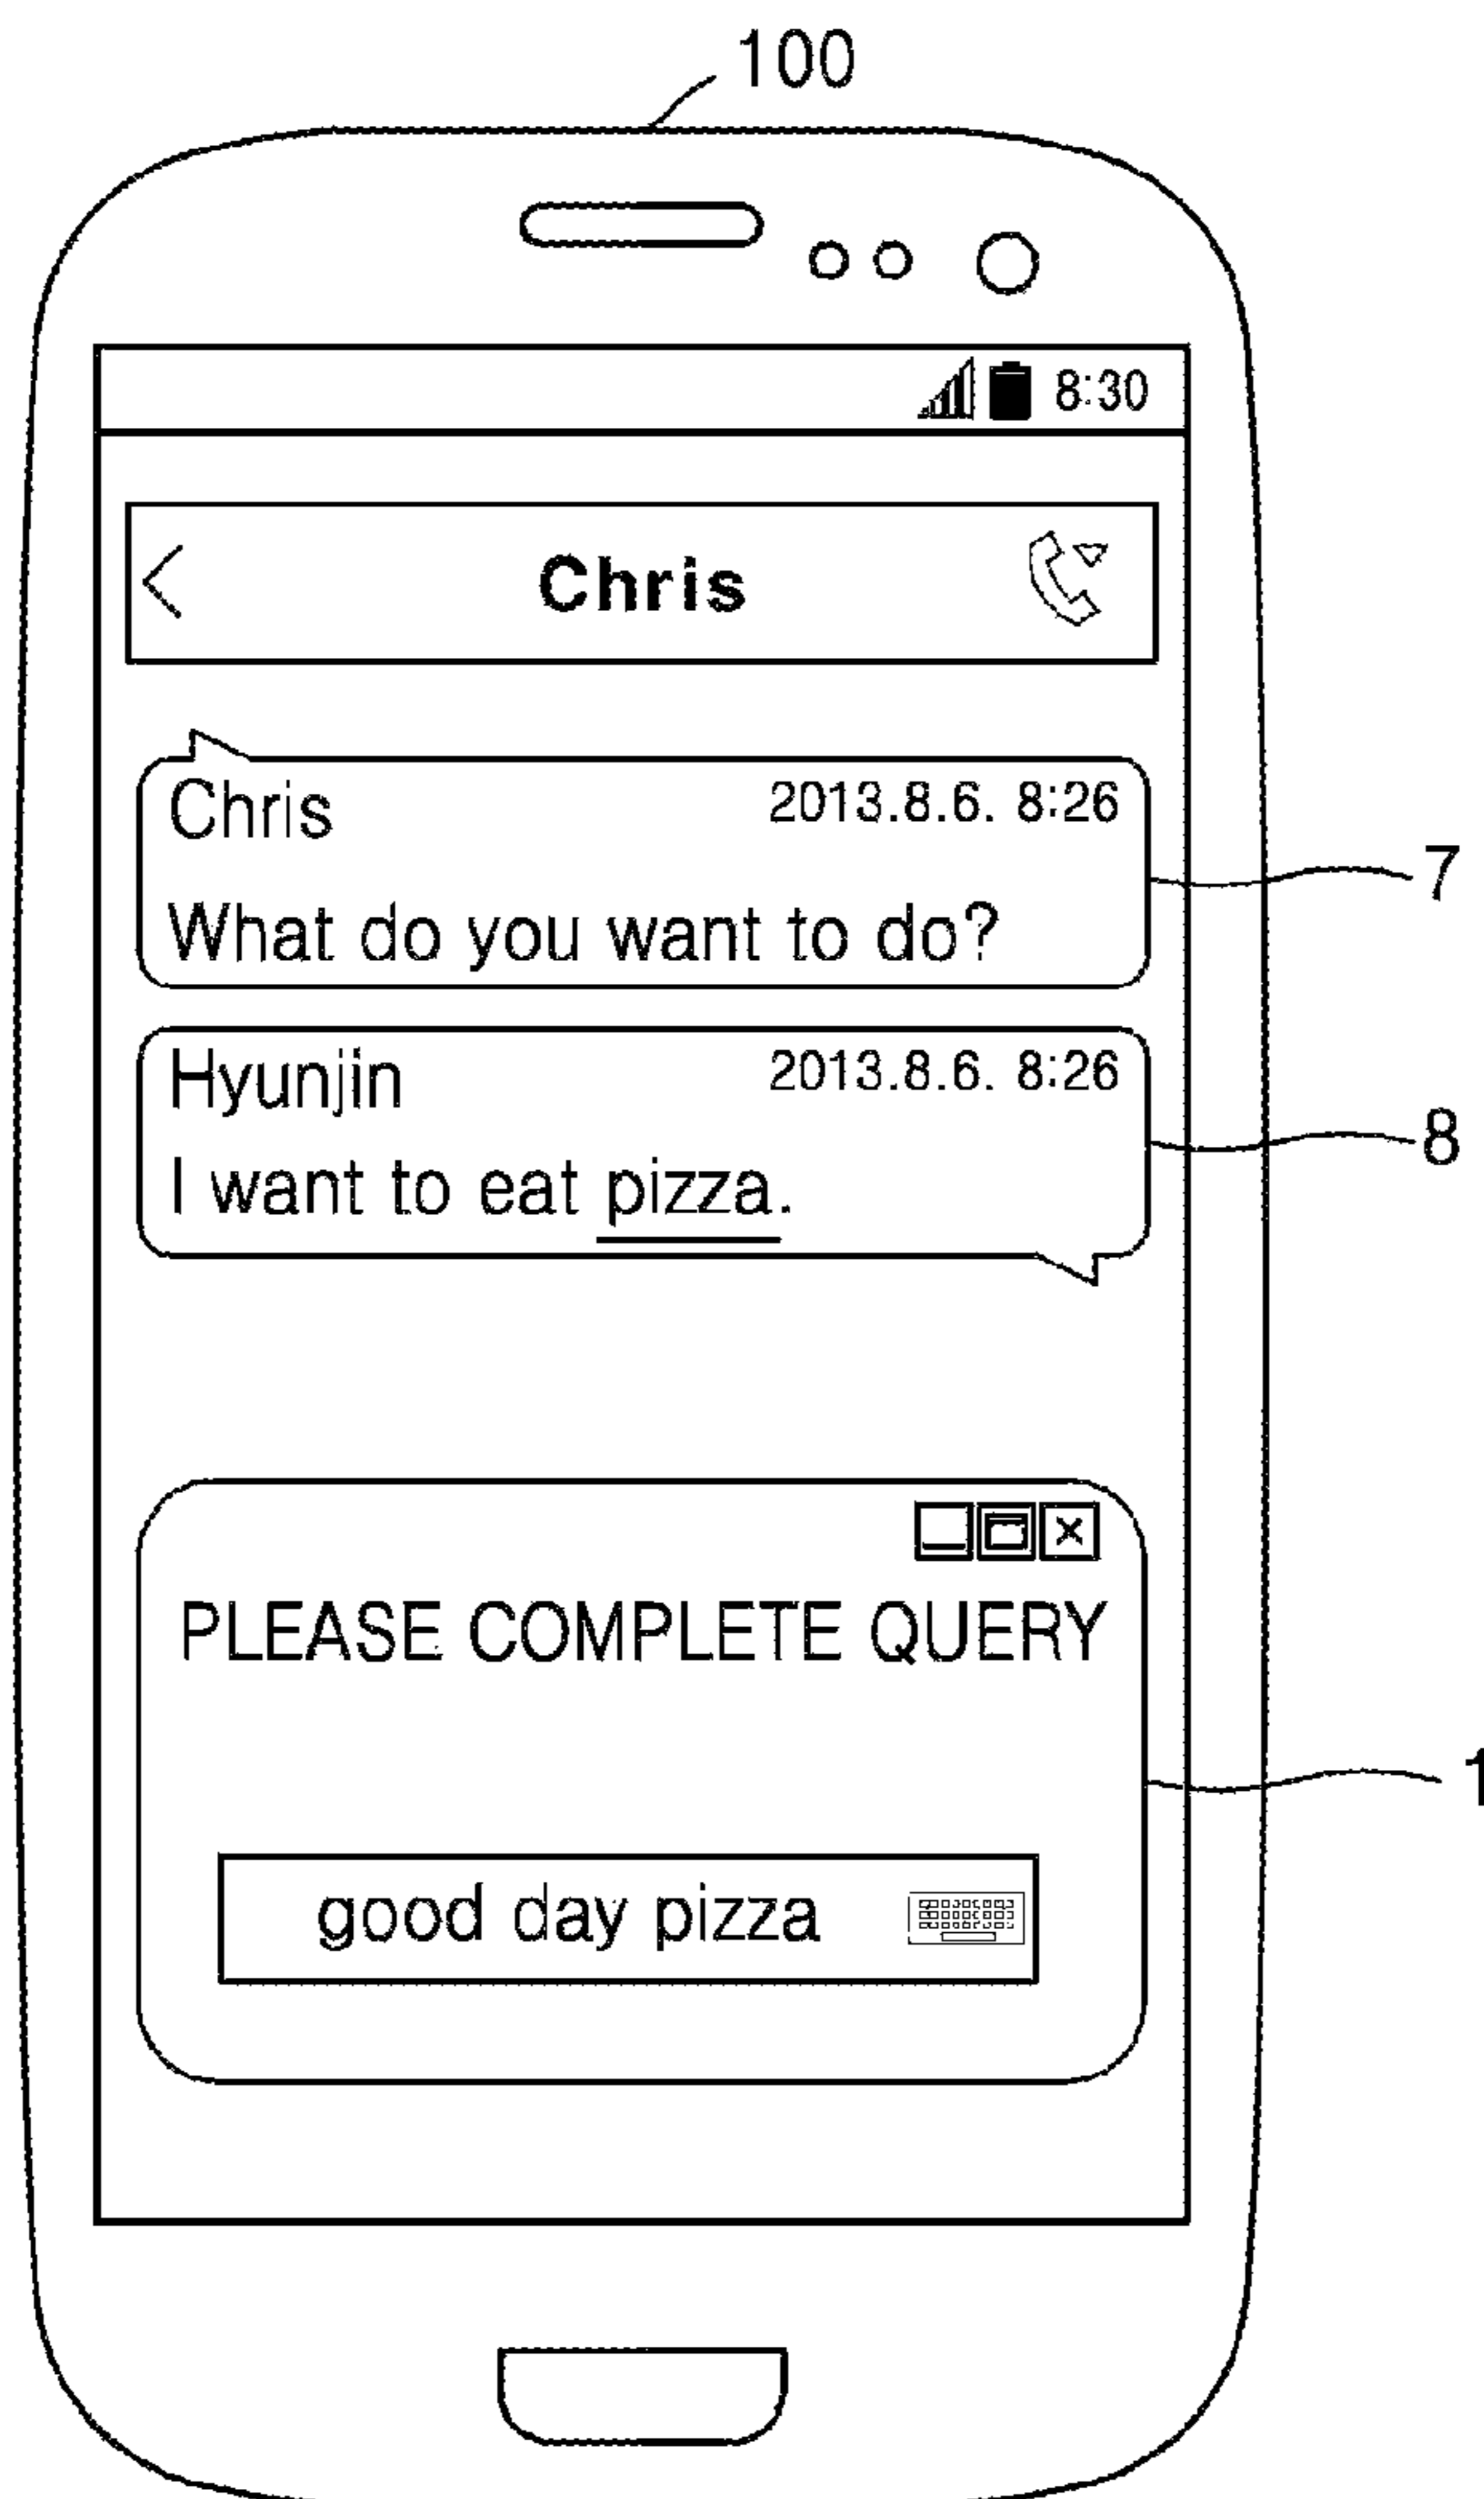 100
8:30
Chris
Chris 2013.8.6. 8:26
What do you want to do?
7
Hyunjin 2013.8.6. 8:26
I want to eat pizza.
8
PLEASE COMPLETE QUERY
good day pizza